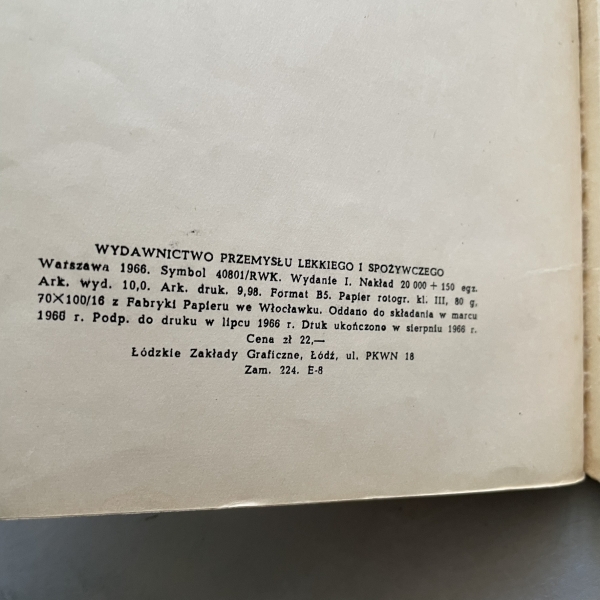 WYDAWNICTWO PRZEMYSŁU LEKKIEGO I SPOŻYWCZEGO
Warszawa 1966. Symbol 40801/RWK. Wydanie I. Nakład 20 000 + 150 egz.
Ark. wyd. 10,0. Ark. druk. 9,98. Format B5. Papier rotogr. kl. III, 80 g,
70×100/16 z Fabryki Papieru we Włocławku. Oddano do składania w marcu
1966 r. Podp. do druku w lipcu 1966 r. Druk ukończono w sierpniu 1966 r.
Cena zł 22,—
Łódzkie Zakłady Graficzne, Łódź, ul. PKWN 18
Zam. 224. E-8